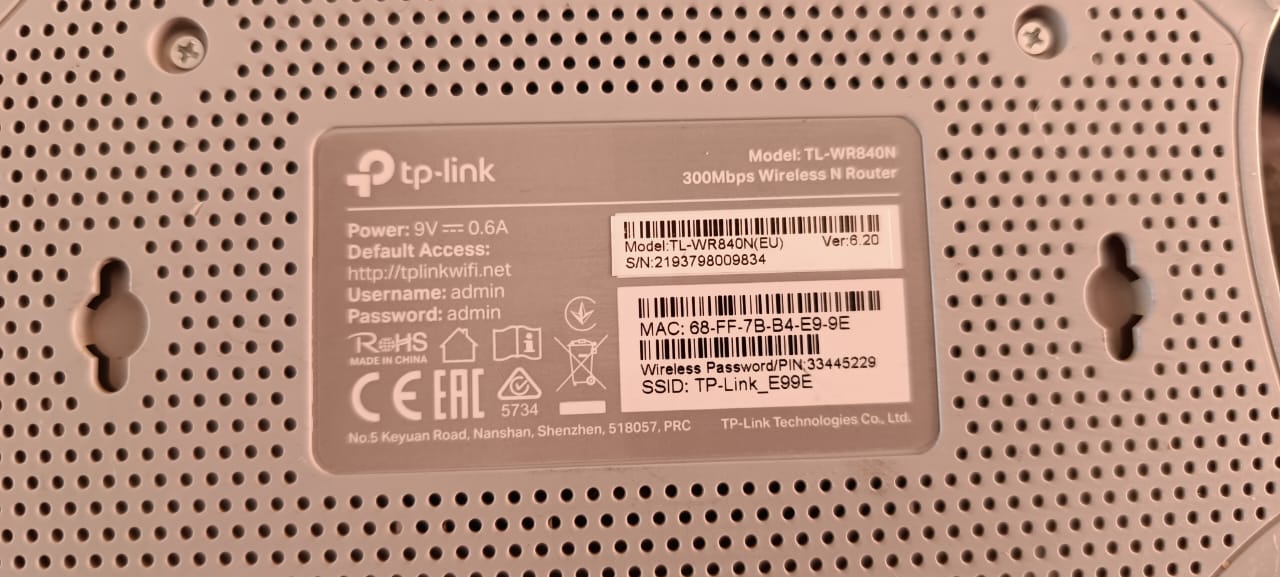 tp-link
Model: TL-WR840N
300Mbps Wireless N Router
Power: 9V ⎓ 0.6A
Default Access:
http://tplinkwifi.net
Username: admin
Password: admin
Model:TL-WR840N(EU) Ver:6.20
S/N:2193798009834
MAC: 68-FF-7B-B4-E9-9E
Wireless Password/PIN:33445229
SSID: TP-Link_E99E
RoHS
MADE IN CHINA
CE EAC
5734
No.5 Keyuan Road, Nanshan, Shenzhen, 518057, PRC
TP-Link Technologies Co., Ltd.